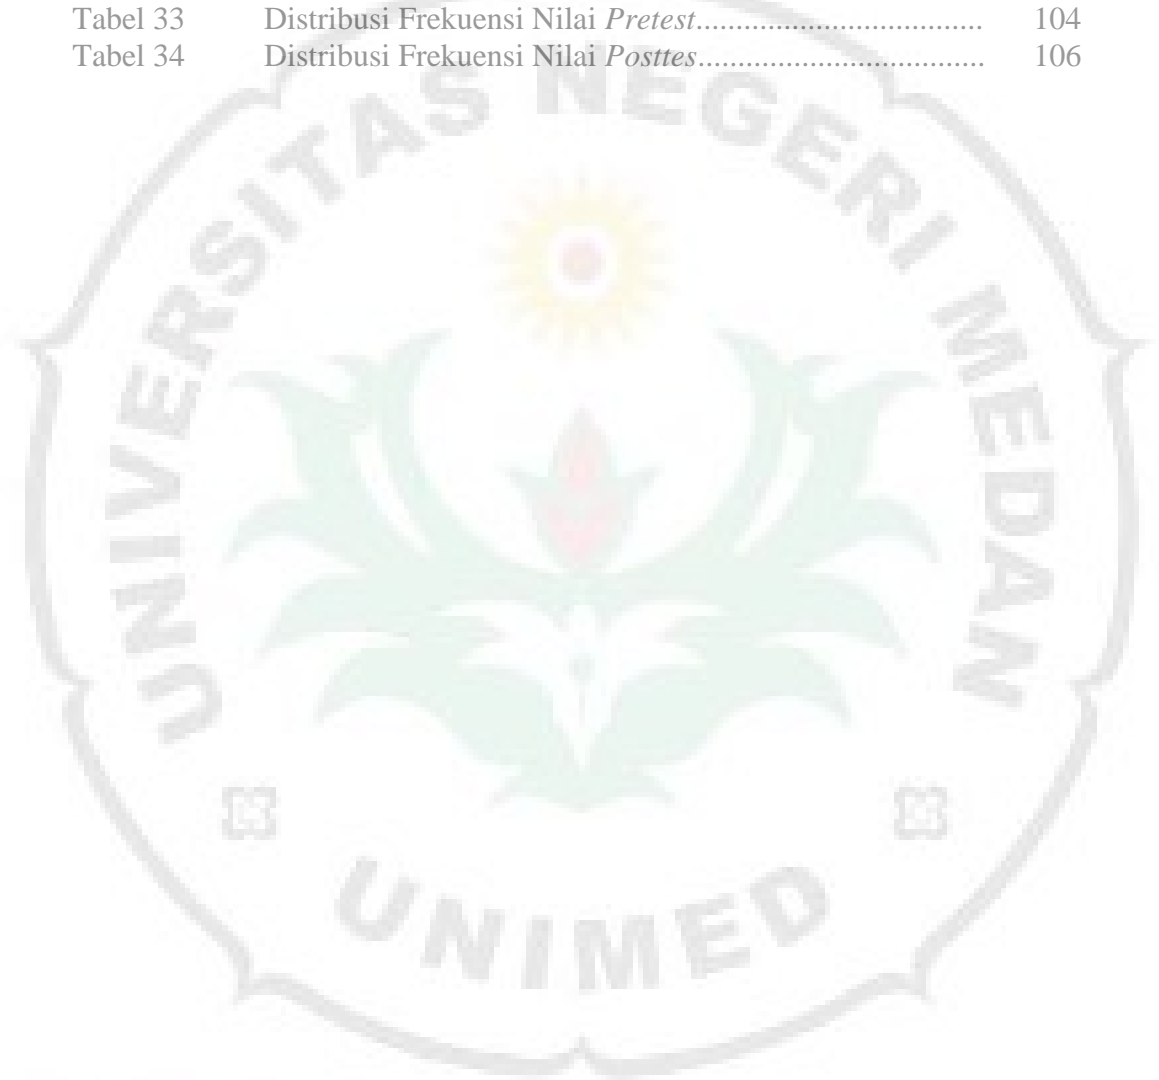 Tabel 33 Distribusi Frekuensi Nilai Pretest................................... 104
Tabel 34 Distribusi Frekuensi Nilai Posttes................................... 106
UNIVERSITAS NEGERI MEDAN
UNIMED